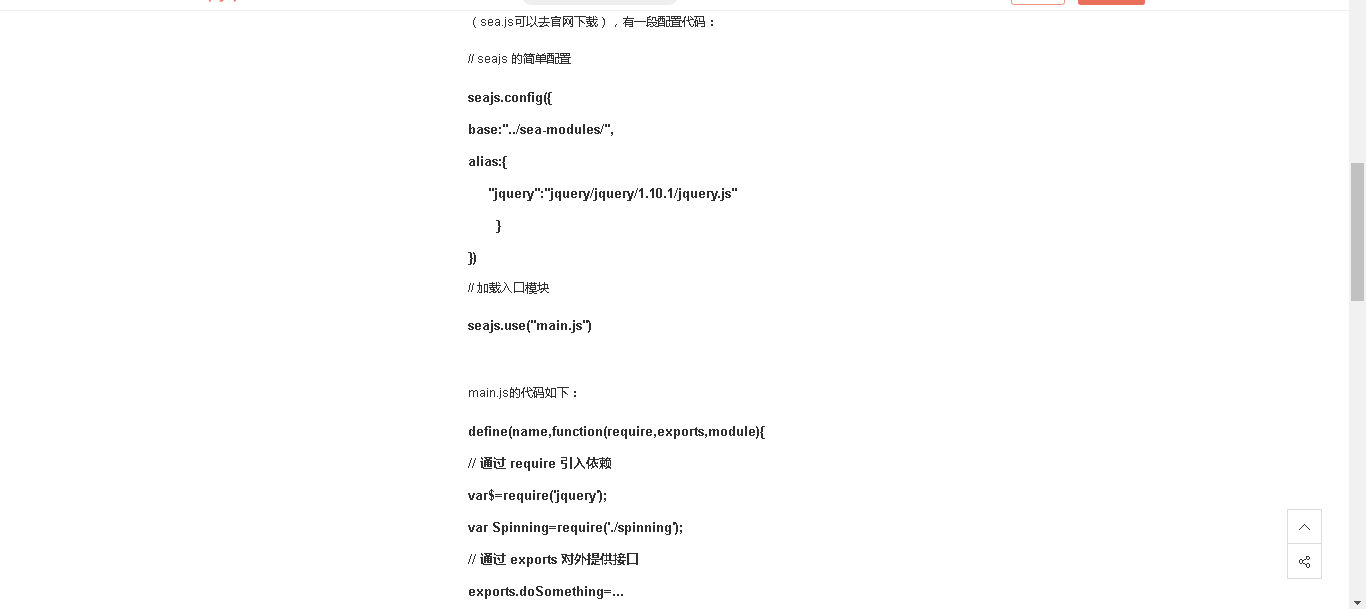 （sea.js可以去官网下载），有一段配置代码：
// seajs 的简单配置
seajs.config({
base:"../sea-modules/",
alias:{
"jquery":"jquery/jquery/1.10.1/jquery.js"
}
})
// 加载入口模块
seajs.use("main.js")
main.js的代码如下：
define(name,function(require,exports,module){
// 通过 require 引入依赖
var$=require('jquery');
var Spinning=require('./spinning');
// 通过 exports 对外提供接口
exports.doSomething=...